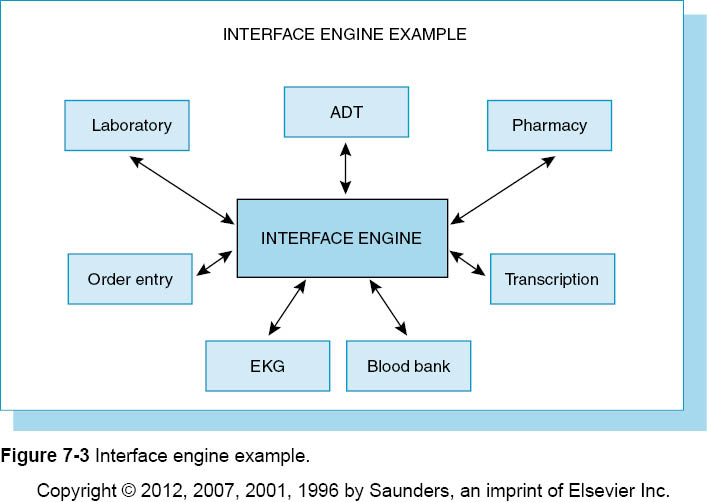 INTERFACE ENGINE EXAMPLE
ADT
Laboratory
Pharmacy
INTERFACE ENGINE
Order entry
Transcription
EKG
Blood bank
Figure 7-3 Interface engine example.
Copyright © 2012, 2007, 2001, 1996 by Saunders, an imprint of Elsevier Inc.